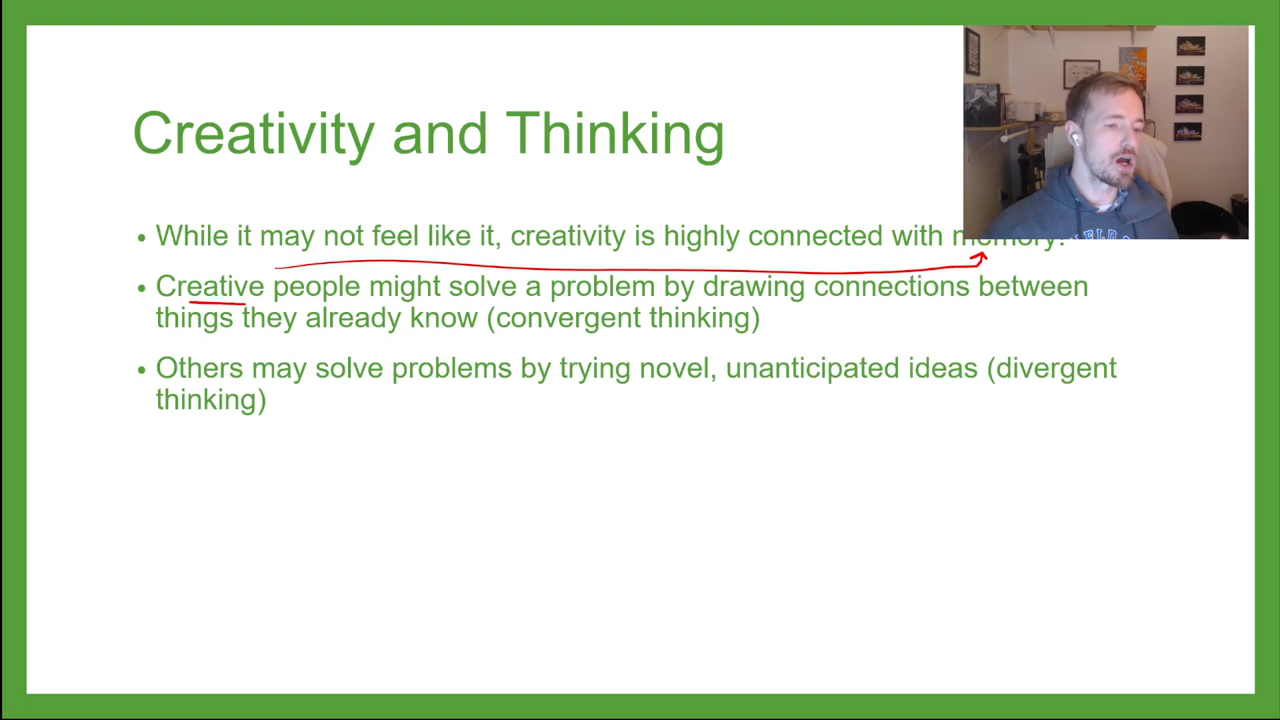 Creativity and Thinking
• While it may not feel like it, creativity is highly connected with memory!
• Creative people might solve a problem by drawing connections between
things they already know (convergent thinking)
• Others may solve problems by trying novel, unanticipated ideas (divergent
thinking)